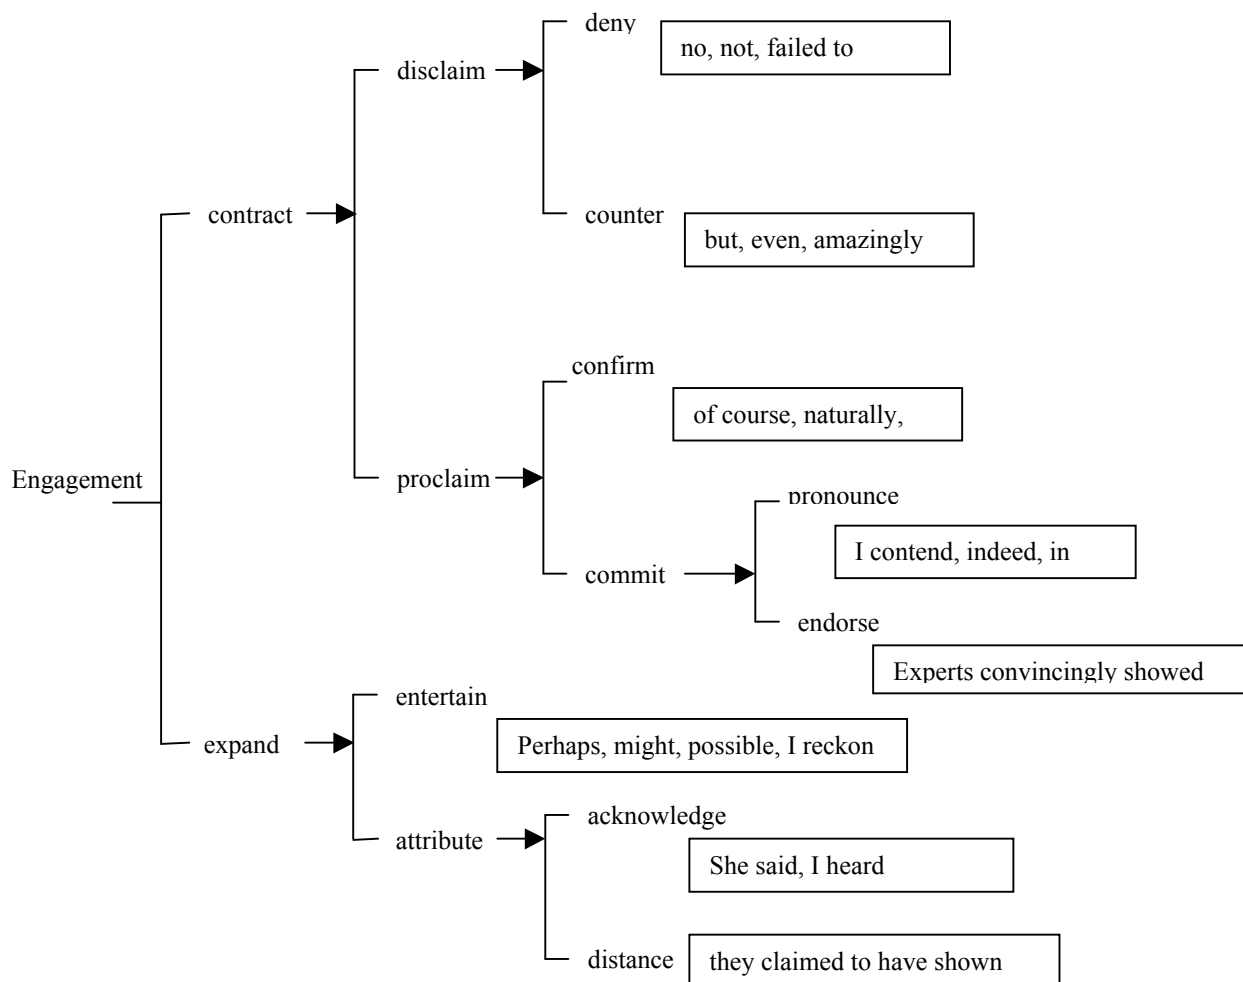 deny
no, not, failed to
disclaim
contract
counter
but, even, amazingly
confirm
of course, naturally,
Engagement
proclaim
pronounce
I contend, indeed, in
commit
endorse
Experts convincingly showed
entertain
expand
Perhaps, might, possible, I reckon
acknowledge
attribute
She said, I heard
distance
they claimed to have shown